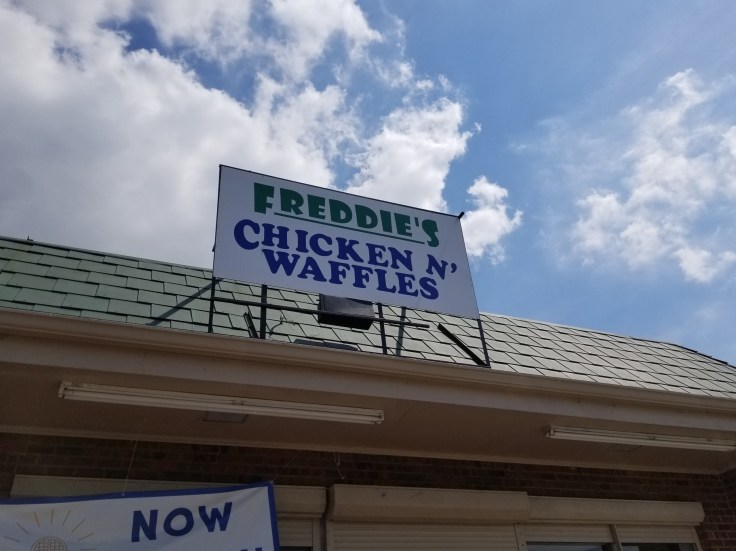 FREDDIE'S
CHICKEN N'
WAFFLES
NOW